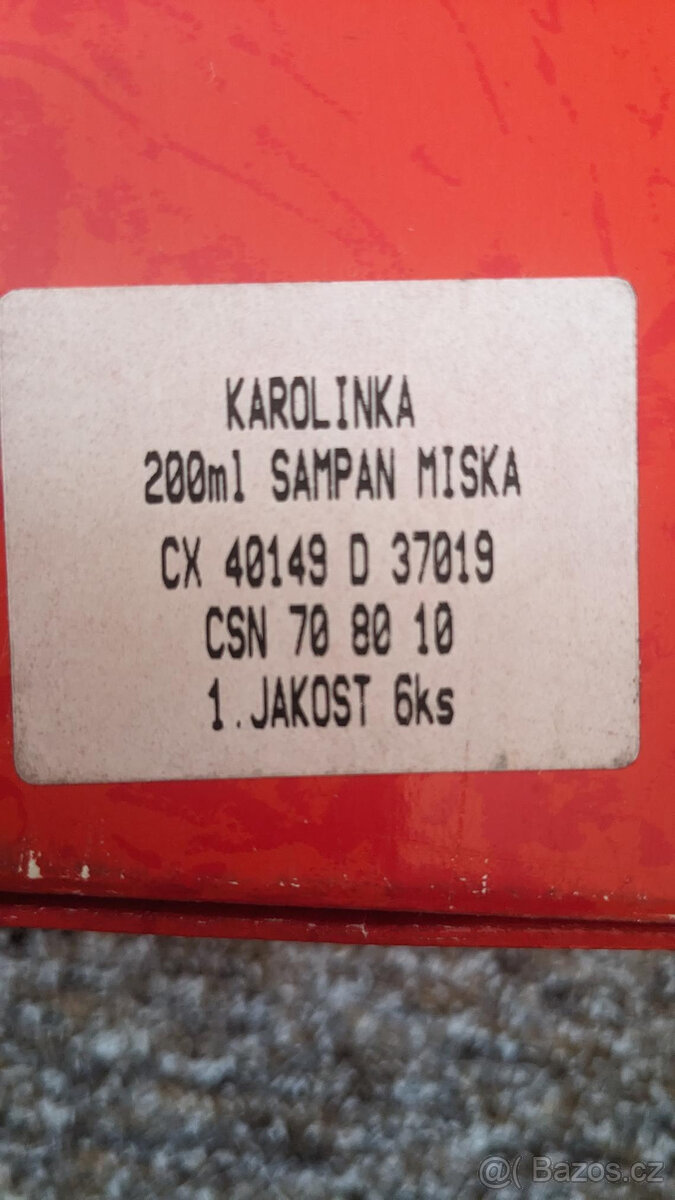 KAROLINKA
200ml SAMPAN MISKA
CX 40149 D 37019
CSN 70 80 10
1.JAKOST 6ks
@( Bazos.cz